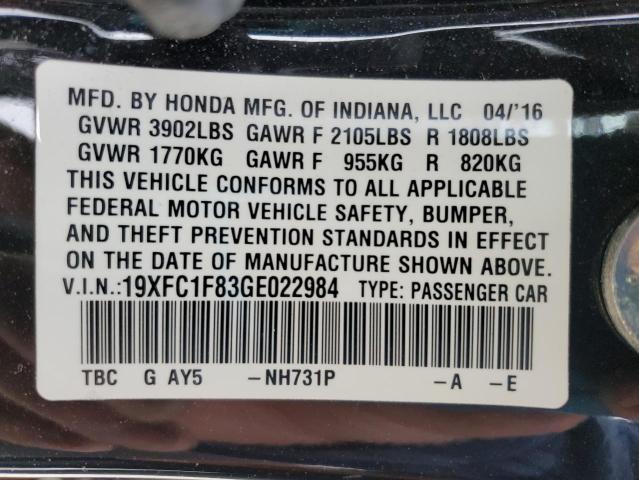 MFD. BY HONDA MFG. OF INDIANA, LLC 04/'16
GVWR 3902LBS GAWR F 2105LBS R 1808LBS
GVWR 1770KG GAWR F 955KG R 820KG
THIS VEHICLE CONFORMS TO ALL APPLICABLE
FEDERAL MOTOR VEHICLE SAFETY, BUMPER,
AND THEFT PREVENTION STANDARDS IN EFFECT
ON THE DATE OF MANUFACTURE SHOWN ABOVE.
V.I.N.:19XFC1F83GE022984 TYPE: PASSENGER CAR
TBC G AY5 -NH731P -A -E